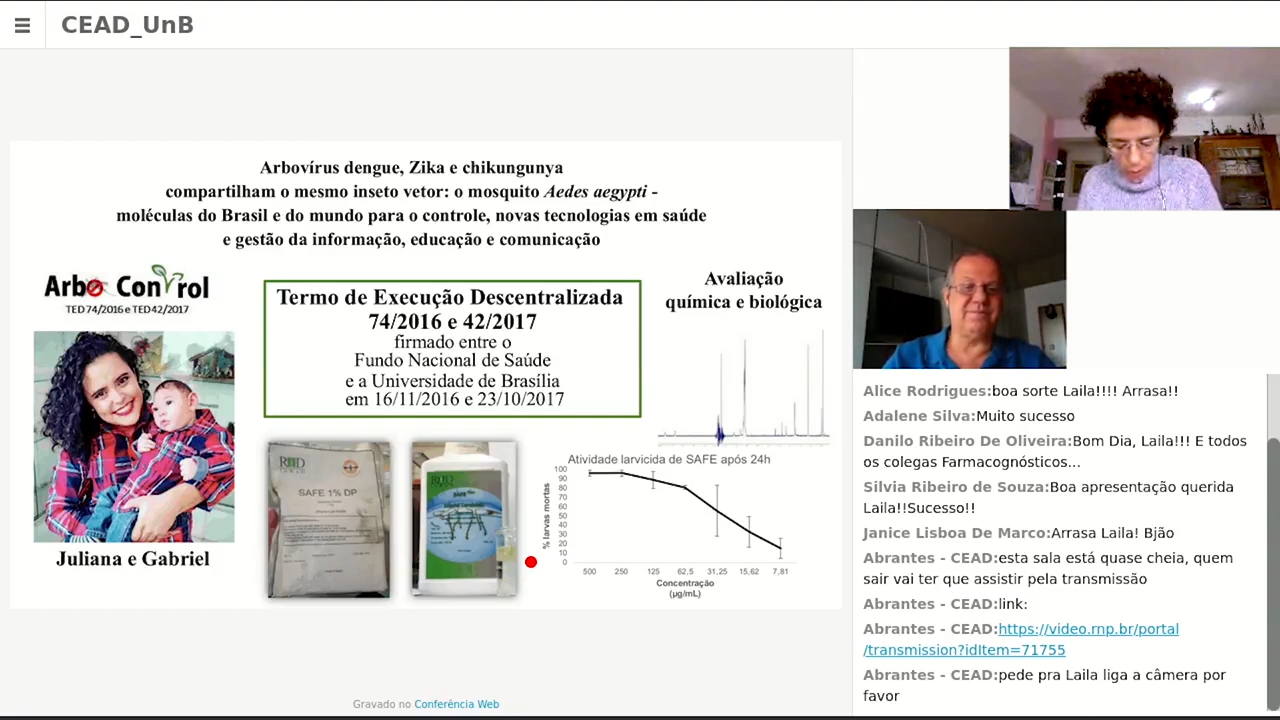 CEAD_UnB
Arbovírus dengue, Zika e chikungunya
compartilham o mesmo inseto vetor: o mosquito Aedes aegypti -
moléculas do Brasil e do mundo para o controle, novas tecnologias em saúde
e gestão da informação, educação e comunicação
Arbo Control
TED 74/2016 e TED 42/2017
Juliana e Gabriel
Termo de Execução Descentralizada
74/2016 e 42/2017
firmado entre o
Fundo Nacional de Saúde
e a Universidade de Brasília
em 16/11/2016 e 23/10/2017
Avaliação
química e biológica
SAFE 1% DP
SAFE
Atividade larvicida de SAFE após 24h
% larvas mortas
100
90
80
70
60
50
40
30
20
10
0
500 250 125 62,5 31,25 15,62 7,81
Concentração
(µg/mL)
Alice Rodrigues:boa sorte Laila!!!! Arrasa!!
Adalene Silva:Muito sucesso
Danilo Ribeiro De Oliveira:Bom Dia, Laila!!! E todos
os colegas Farmacognósticos...
Silvia Ribeiro de Souza:Boa apresentação querida
Laila!!Sucesso!!
Janice Lisboa De Marco:Arrasa Laila! Bjão
Abrantes - CEAD:esta sala está quase cheia, quem
sair vai ter que assistir pela transmissão
Abrantes - CEAD:link:
Abrantes - CEAD:https://video.rnp.br/portal
/transmission?idItem=71755
Abrantes - CEAD:pede pra Laila liga a câmera por
favor
Gravado no Conferência Web